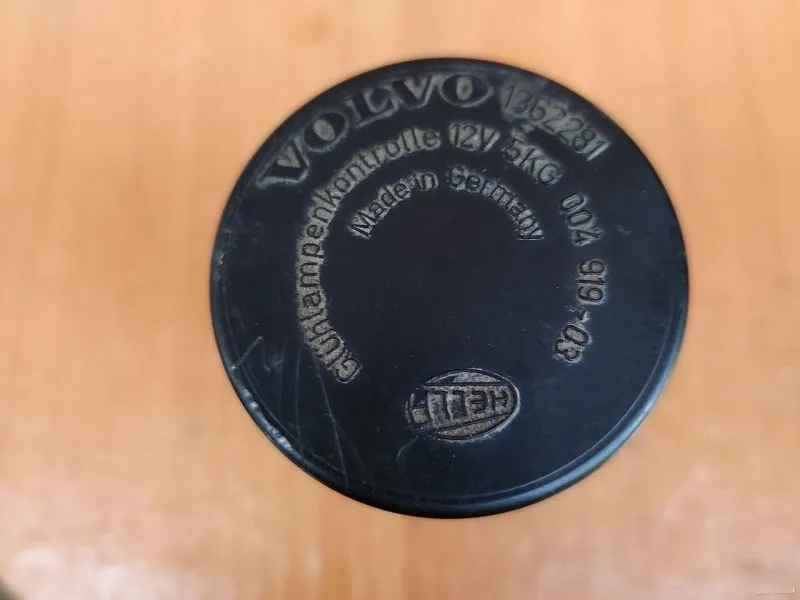 VOLVO 1362281
Glühlampenkontrolle 12V 5KG 004 919-03
Made in Germany
HELLA